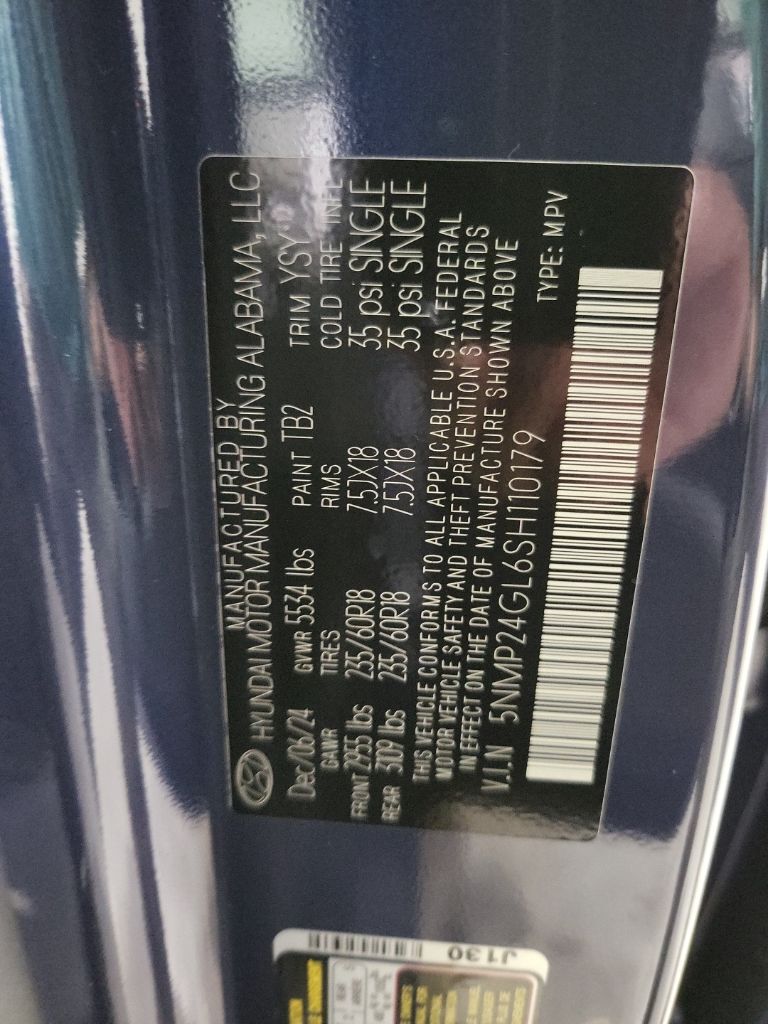 MANUFACTURED BY
HYUNDAI MOTOR MANUFACTURING ALABAMA, LLC
Dec/06/24 GVWR 5534 lbs PAINT TB2 TRIM YSY
GAWR TIRES RIMS COLD TIRE INFL
FRONT 2955 lbs 235/60R18 7.5JX18 35 psi SINGLE
REAR 3109 lbs 235/60R18 7.5JX18 35 psi SINGLE
THIS VEHICLE CONFORMS TO ALL APPLICABLE U.S.A. FEDERAL
MOTOR VEHICLE SAFETY AND THEFT PREVENTION STANDARDS
IN EFFECT ON THE DATE OF MANUFACTURE SHOWN ABOVE
V.I.N 5NMP24GL6SH110179
TYPE: MPV
J130